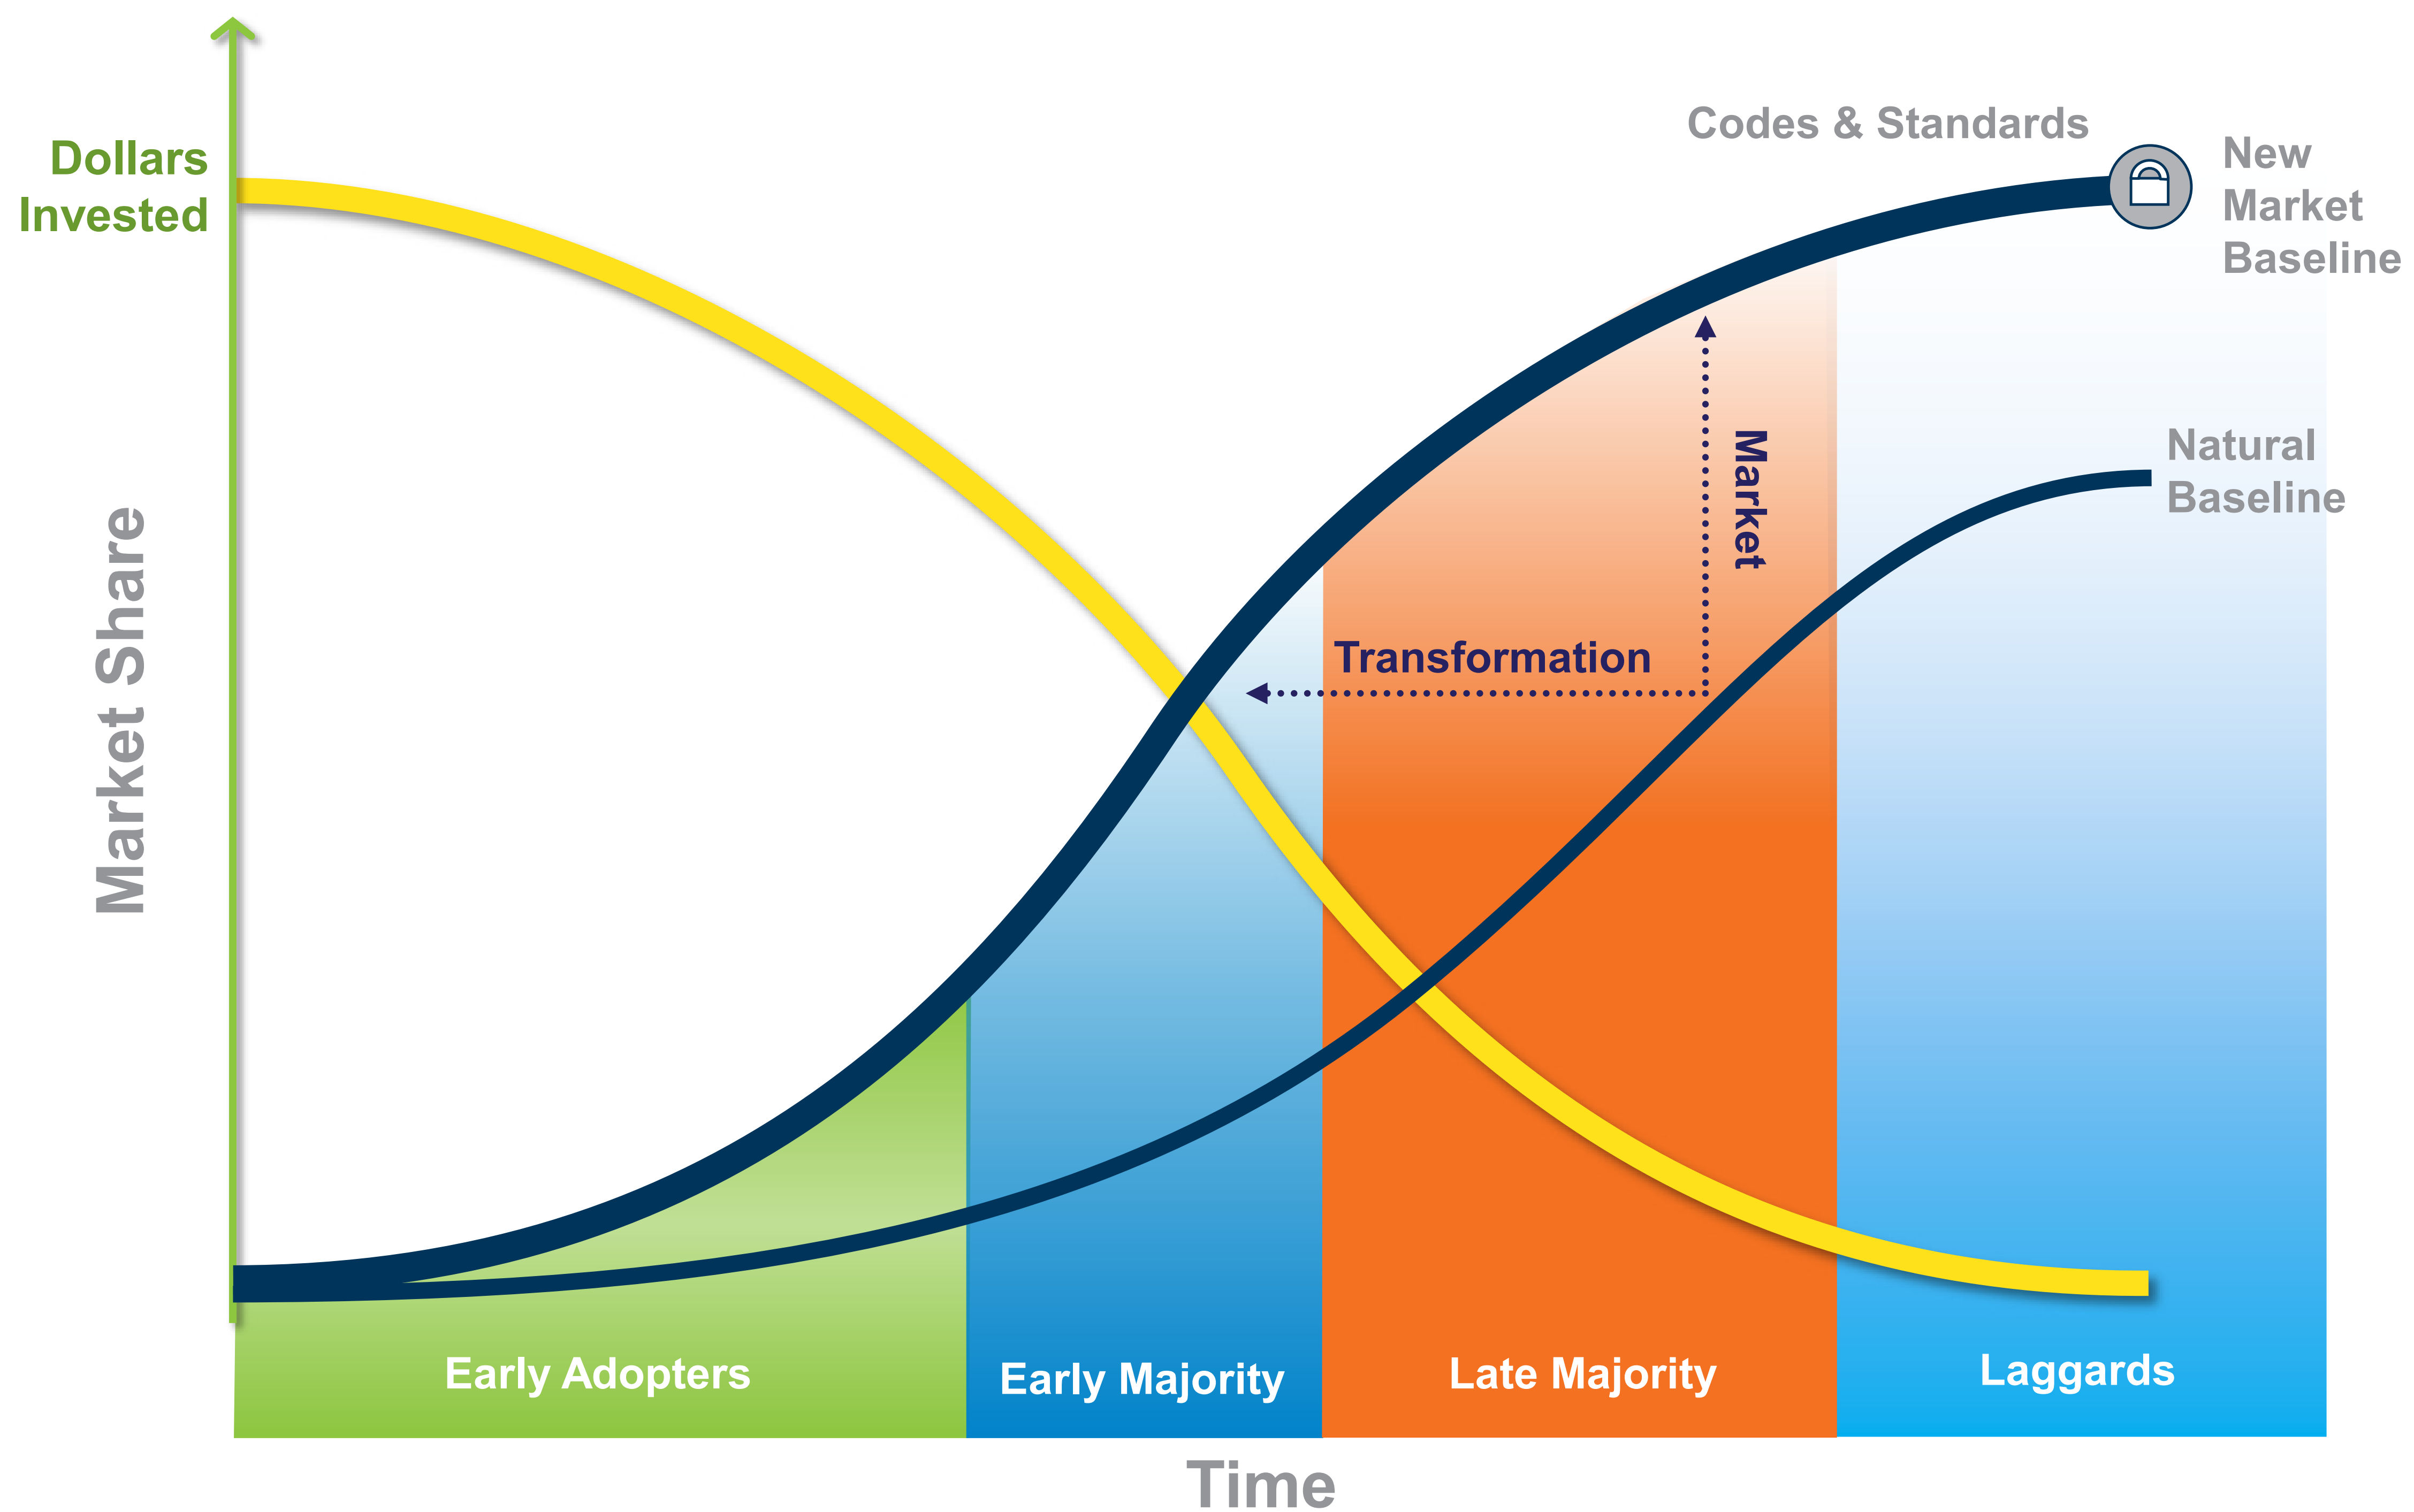 Dollars
Invested
Market Share
Codes & Standards
New
Market
Baseline
Natural
Baseline
Market
Transformation
Early Adopters
Early Majority
Late Majority
Laggards
Time